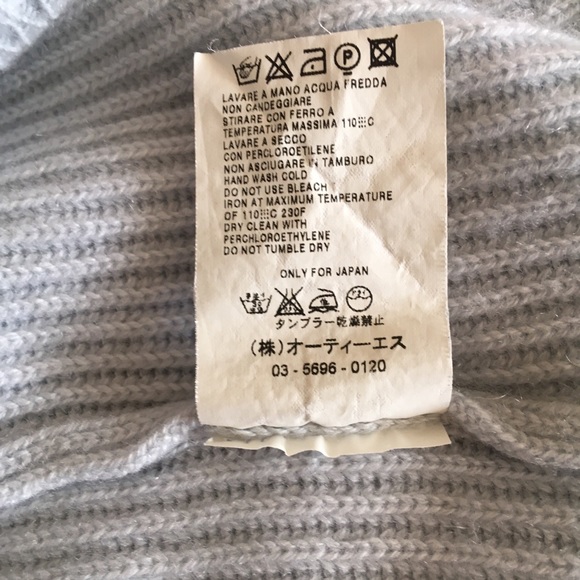 LAVARE A MANO ACQUA FREDDA
NON CANDEGGIARE
STIRARE CON FERRO A
TEMPERATURA MASSIMA 110፧፧፧C
LAVARE A SECCO
CON PERCLOROETILENE
NON ASCIUGARE IN TAMBURO
HAND WASH COLD
DO NOT USE BLEACH
IRON AT MAXIMUM TEMPERATURE
OF 110፧፧፧C 230F
DRY CLEAN WITH
PERCHLOROETHYLENE
DO NOT TUMBLE DRY
ONLY FOR JAPAN
タンブラー乾燥禁止
(株)オーティーエス
03-5696-0120